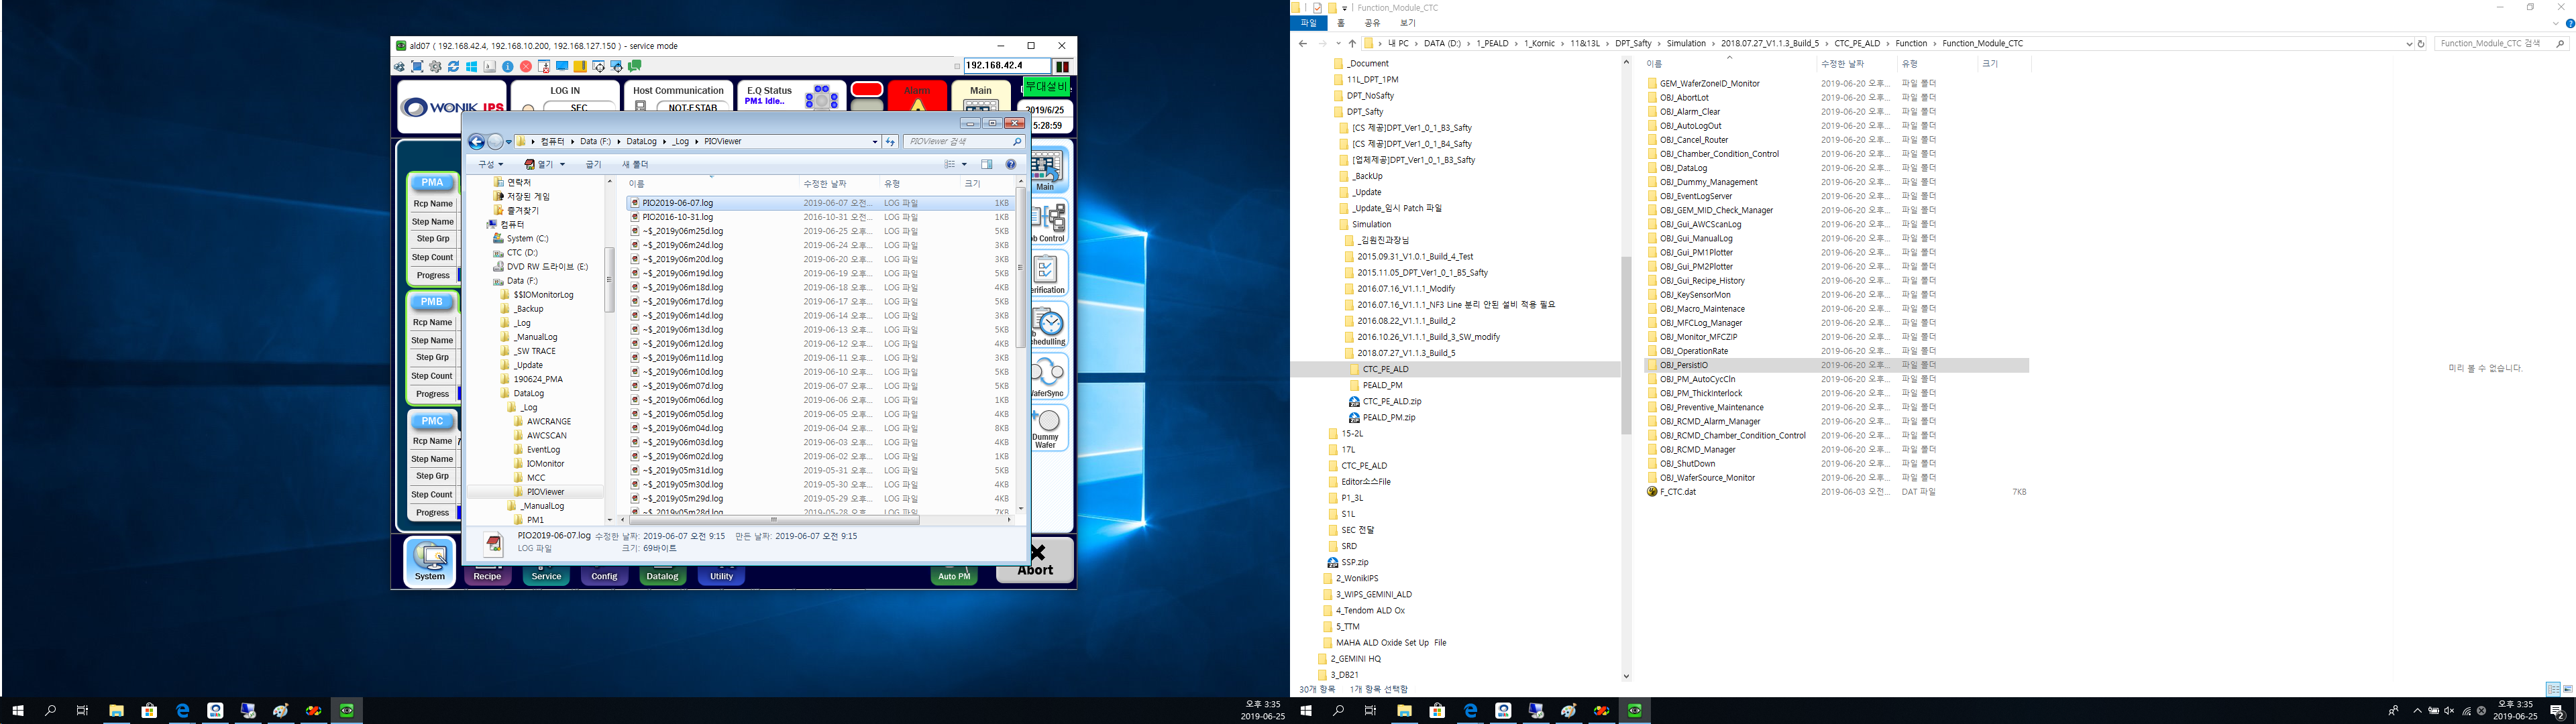 ald07 ( 192.168.42.4, 192.168.10.200, 192.168.127.150 ) - service mode
192.168.42.4
WONIK IPS
LOG IN
SEC
Host Communication
NOT-ESTAB
E.Q Status
PM1 Idle..
Alarm
Main
부대설비
2019/6/25
5:28:59
컴퓨터 Data (F:) DataLog _Log PIOViewer
PIOViewer 검색
구성
열기
굽기
새 폴더
연락처
저장된 게임
즐겨찾기
컴퓨터
System (C:)
CTC (D:)
DVD RW 드라이브 (E:)
Data (F:)
$$IOMonitorLog
_Backup
_Log
_ManualLog
_SW TRACE
_Update
190624_PMA
DataLog
_Log
AWCRANGE
AWCSCAN
EventLog
IOMonitor
MCC
PIOViewer
_ManualLog
PM1
이름 수정한 날짜 유형 크기
PIO2019-06-07.log 2019-06-07 오전... LOG 파일 1KB
PIO2016-10-31.log 2016-10-31 오전... LOG 파일 1KB
~$_2019y06m25d.log 2019-06-25 오후... LOG 파일 5KB
~$_2019y06m24d.log 2019-06-24 오후... LOG 파일 3KB
~$_2019y06m20d.log 2019-06-20 오후... LOG 파일 3KB
~$_2019y06m19d.log 2019-06-19 오후... LOG 파일 5KB
~$_2019y06m18d.log 2019-06-18 오후... LOG 파일 4KB
~$_2019y06m17d.log 2019-06-17 오후... LOG 파일 5KB
~$_2019y06m14d.log 2019-06-14 오후... LOG 파일 3KB
~$_2019y06m13d.log 2019-06-13 오후... LOG 파일 5KB
~$_2019y06m12d.log 2019-06-12 오후... LOG 파일 4KB
~$_2019y06m11d.log 2019-06-11 오후... LOG 파일 3KB
~$_2019y06m10d.log 2019-06-10 오후... LOG 파일 5KB
~$_2019y06m07d.log 2019-06-07 오후... LOG 파일 5KB
~$_2019y06m06d.log 2019-06-06 오후... LOG 파일 1KB
~$_2019y06m05d.log 2019-06-05 오후... LOG 파일 4KB
~$_2019y06m04d.log 2019-06-04 오후... LOG 파일 8KB
~$_2019y06m03d.log 2019-06-03 오후... LOG 파일 4KB
~$_2019y06m02d.log 2019-06-02 오후... LOG 파일 1KB
~$_2019y05m31d.log 2019-05-31 오후... LOG 파일 5KB
~$_2019y05m30d.log 2019-05-30 오후... LOG 파일 4KB
~$_2019y05m29d.log 2019-05-29 오후... LOG 파일 4KB
~$_2019y05m28d.log 2019-05-28 오후... LOG 파일 7KB
PIO2019-06-07.log 수정한 날짜: 2019-06-07 오전 9:15 만든 날짜: 2019-06-07 오전 9:15
LOG 파일 크기: 69바이트
PMA
Rcp Name
Step Name
Step Grp
Step Count
Progress
PMB
Rcp Name
Step Name
Step Grp
Step Count
Progress
PMC
Rcp Name
Step Name
Step Grp
Step Count
Progress
Main
b Control
rification
hedulling
aferSync
Dummy
Wafer
System
Recipe
Service
Config
Datalog
Utility
Auto PM
Abort
오후 3:35
2019-06-25
Function_Module_CTC
파일 홈 공유 보기
내 PC DATA (D:) 1_PEALD 1_Kornic 11&13L DPT_Safty Simulation 2018.07.27_V1.1.3_Build_5 CTC_PE_ALD Function Function_Module_CTC
Function_Module_CTC 검색
_Document
11L_DPT_1PM
DPT_NoSafty
DPT_Safty
[CS 제공]DPT_Ver1_0_1_B3_Safty
[CS 제공]DPT_Ver1_0_1_B4_Safty
[업체제공]DPT_Ver1_0_1_B3_Safty
_BackUp
_Update
_Update_임시 Patch 파일
Simulation
_김원진과장님
2015.09.31_V1.0.1_Build_4_Test
2015.11.05_DPT_Ver1_0_1_B5_Safty
2016.07.16_V1.1.1_Modify
2016.07.16_V1.1.1_NF3 Line 분리 안된 설비 적용 필요
2016.08.22_V1.1.1_Build_2
2016.10.26_V1.1.1_Build_3_SW_modify
2018.07.27_V1.1.3_Build_5
CTC_PE_ALD
PEALD_PM
CTC_PE_ALD.zip
PEALD_PM.zip
15-2L
17L
CTC_PE_ALD
Editor소스File
P1_3L
S1L
SEC 전달
SRD
SSP.zip
2_WonikIPS
3_WIPS_GEMINI_ALD
4_Tendom ALD Ox
5_TTM
MAHA ALD Oxide Set Up File
2_GEMINI HQ
3_DB21
이름 수정한 날짜 유형 크기
GEM_WaferZoneID_Monitor 2019-06-20 오후... 파일 폴더
OBJ_AbortLot 2019-06-20 오후... 파일 폴더
OBJ_Alarm_Clear 2019-06-20 오후... 파일 폴더
OBJ_AutoLogOut 2019-06-20 오후... 파일 폴더
OBJ_Cancel_Router 2019-06-20 오후... 파일 폴더
OBJ_Chamber_Condition_Control 2019-06-20 오후... 파일 폴더
OBJ_DataLog 2019-06-20 오후... 파일 폴더
OBJ_Dummy_Management 2019-06-20 오후... 파일 폴더
OBJ_EventLogServer 2019-06-20 오후... 파일 폴더
OBJ_GEM_MID_Check_Manager 2019-06-20 오후... 파일 폴더
OBJ_Gui_AWCScanLog 2019-06-20 오후... 파일 폴더
OBJ_Gui_ManualLog 2019-06-20 오후... 파일 폴더
OBJ_Gui_PM1Plotter 2019-06-20 오후... 파일 폴더
OBJ_Gui_PM2Plotter 2019-06-20 오후... 파일 폴더
OBJ_Gui_Recipe_History 2019-06-20 오후... 파일 폴더
OBJ_KeySensorMon 2019-06-20 오후... 파일 폴더
OBJ_Macro_Maintenace 2019-06-20 오후... 파일 폴더
OBJ_MFCLog_Manager 2019-06-20 오후... 파일 폴더
OBJ_Monitor_MFCZIP 2019-06-20 오후... 파일 폴더
OBJ_OperationRate 2019-06-20 오후... 파일 폴더
OBJ_PersistIO 2019-06-20 오후... 파일 폴더
OBJ_PM_AutoCycCln 2019-06-20 오후... 파일 폴더
OBJ_PM_ThickInterlock 2019-06-20 오후... 파일 폴더
OBJ_Preventive_Maintenance 2019-06-20 오후... 파일 폴더
OBJ_RCMD_Alarm_Manager 2019-06-20 오후... 파일 폴더
OBJ_RCMD_Chamber_Condition_Control 2019-06-20 오후... 파일 폴더
OBJ_RCMD_Manager 2019-06-20 오후... 파일 폴더
OBJ_ShutDown 2019-06-20 오후... 파일 폴더
OBJ_WaferSource_Monitor 2019-06-20 오후... 파일 폴더
F_CTC.dat 2019-06-03 오전... DAT 파일 7KB
미리 볼 수 없습니다.
30개 항목 1개 항목 선택함
오후 3:35
2019-06-25